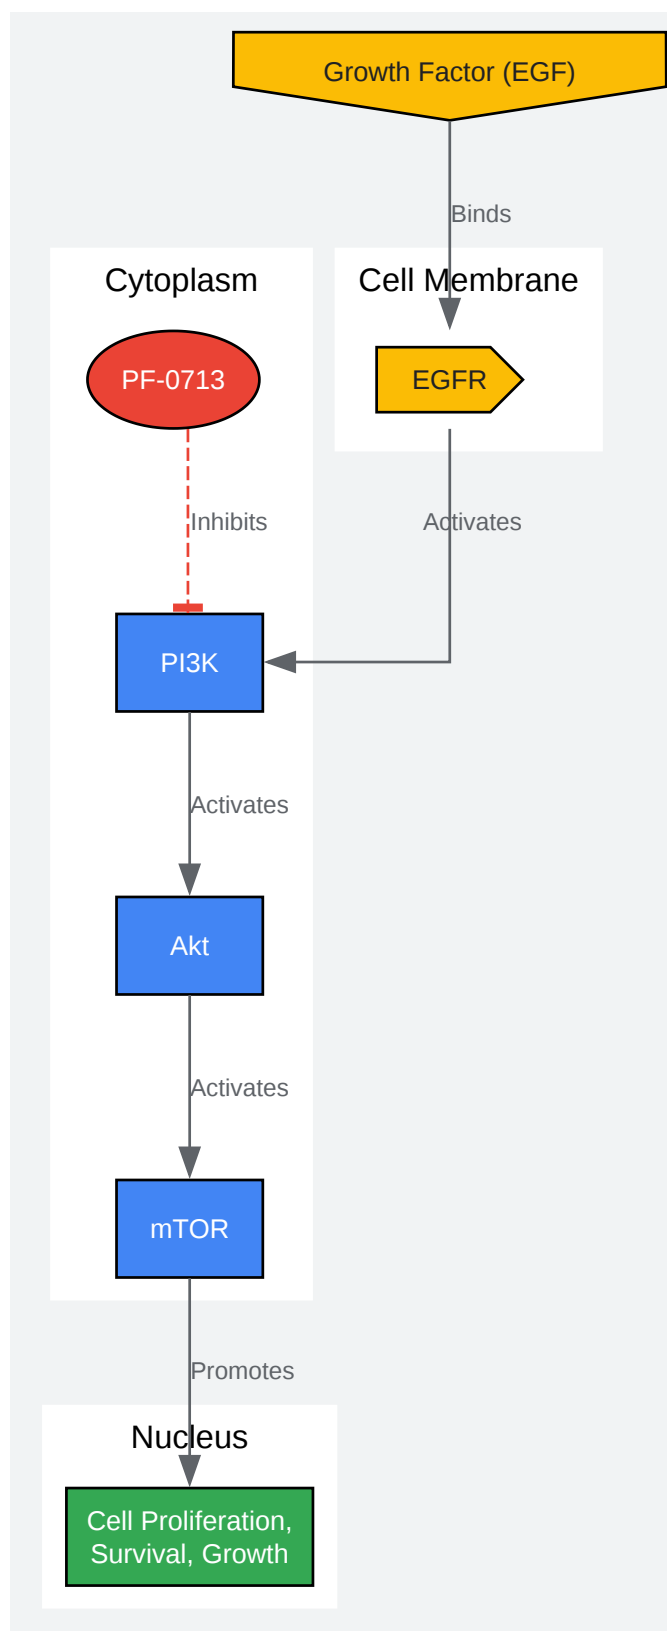 Growth Factor (EGF)
Binds
Cytoplasm
Cell Membrane
PF-0713
EGFR
Inhibits
Activates
PI3K
Activates
Akt
Activates
mTOR
Promotes
Nucleus
Cell Proliferation,
Survival, Growth